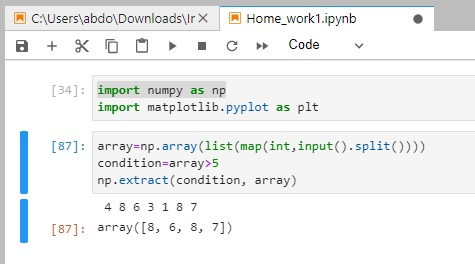 C:\Users\abdo\Downloads\Ir
Home_work1.ipynb
Code
[34]: import numpy as np
import matplotlib.pyplot as plt
[87]: array=np.array(list(map(int,input().split())))
condition=array>5
np.extract(condition, array)
4 8 6 3 1 8 7
[87]: array([8, 6, 8, 7])